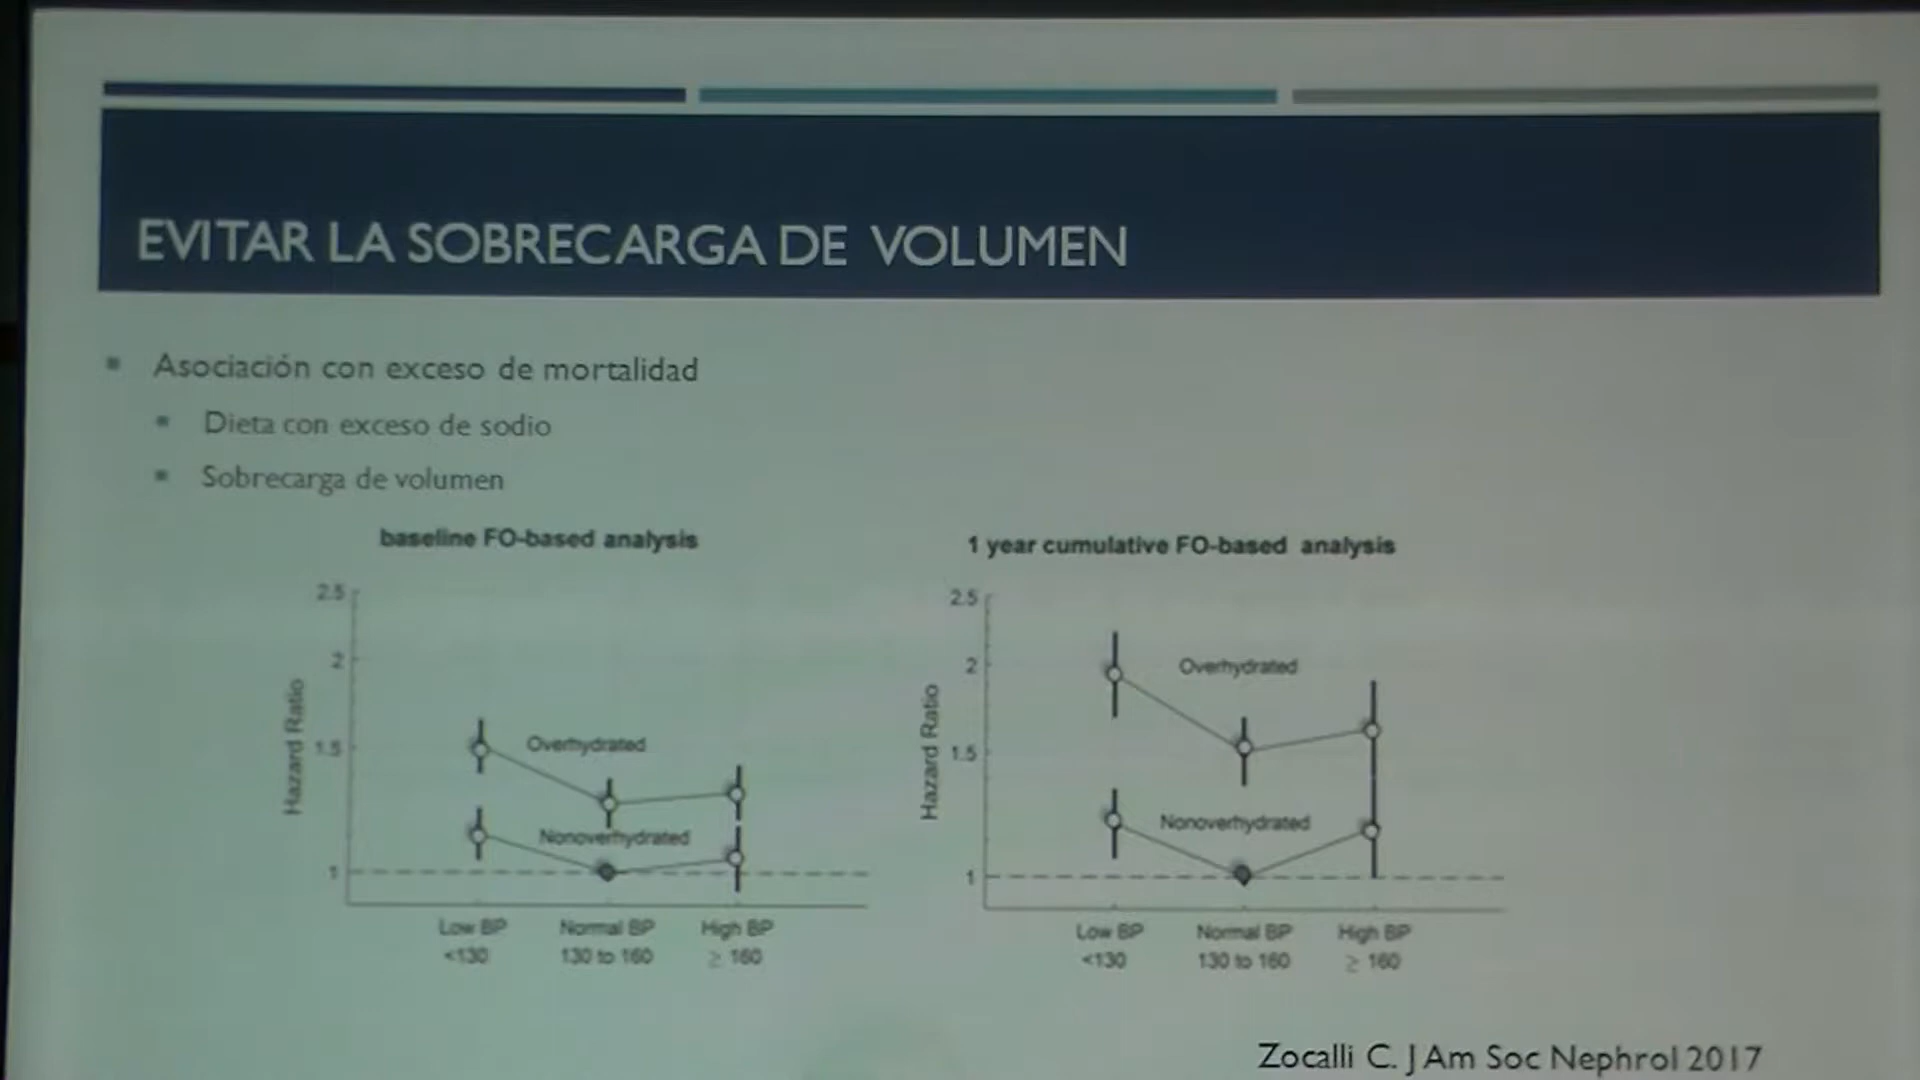 EVITAR LA SOBRECARGA DE VOLUMEN
Asociación con exceso de mortalidad
Dieta con exceso de sodio
Sobrecarga de volumen
baseline FO-based analysis
2.5
2
1.5
1
Hazard Ratio
Overhydrated
Nonoverhydrated
Low BP Normal BP High BP
<130 130 to 160 ≥ 160
1 year cumulative FO-based analysis
2.5
2
1.5
1
Hazard Ratio
Overhydrated
Nonoverhydrated
Low BP Normal BP High BP
<130 130 to 160 ≥ 160
Zocalli C. J Am Soc Nephrol 2017